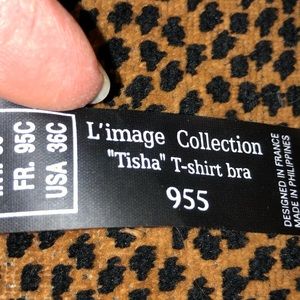 FR. 95C
USA 36C
L'image Collection
"Tisha" T-shirt bra
955
DESIGNED IN FRANCE
MADE IN PHILIPPINES